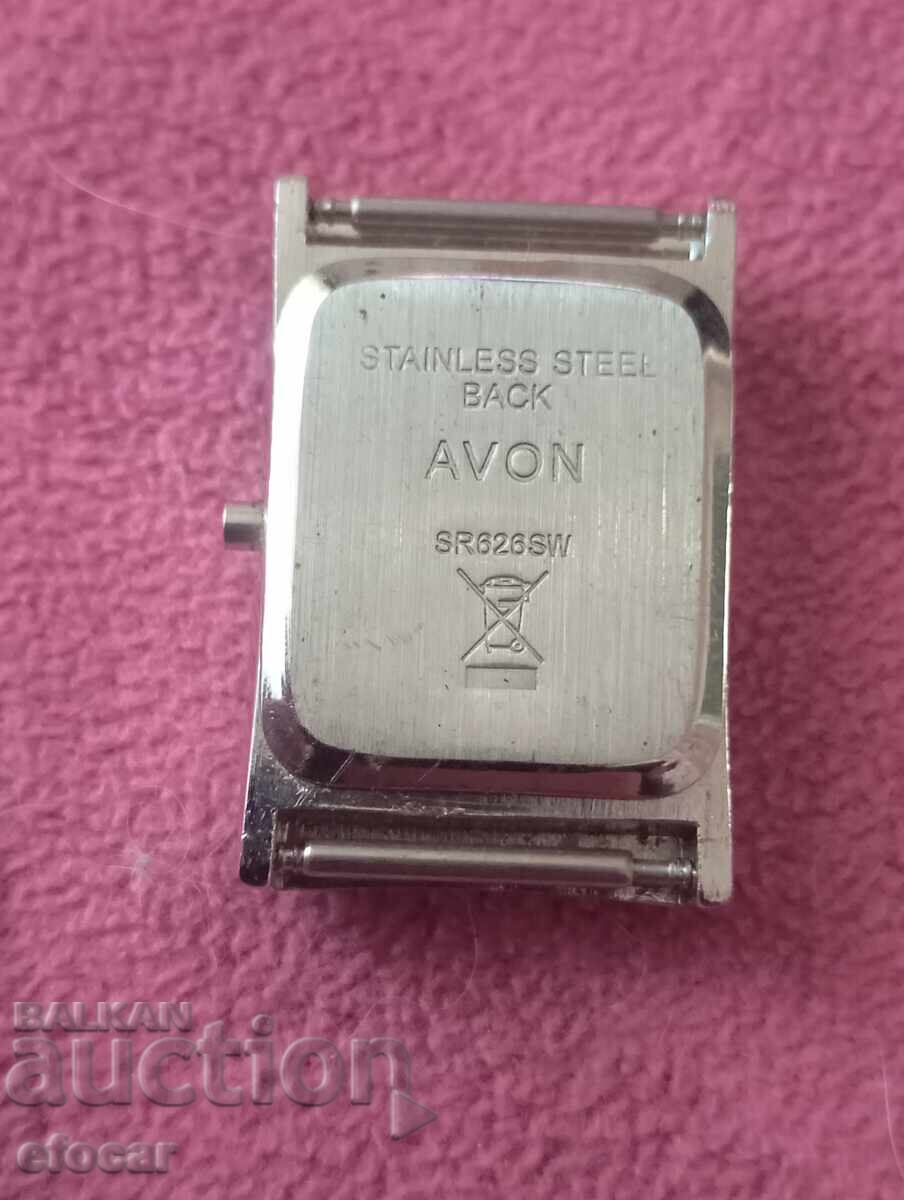 STAINLESS STEEL
BACK
AVON
SR626SW
BALKAN
auction
efocar